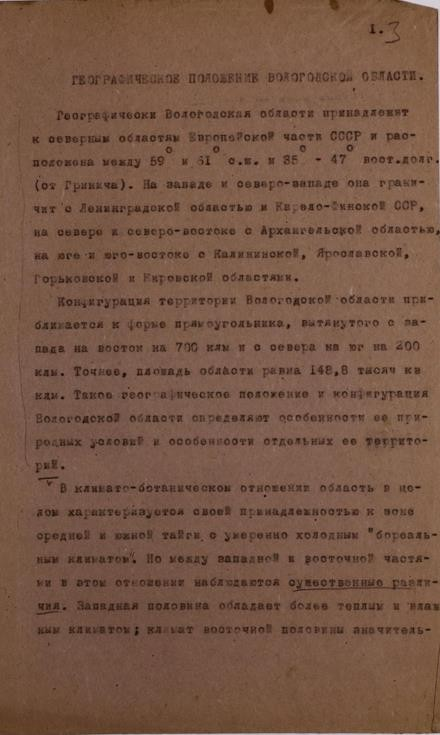 I. 3
ГЕОГРАФИЧЕСКОЕ ПОЛОЖЕНИЕ ВОЛОГОДСКОЙ ОБЛАСТИ.
Географически Вологодская области принадлежит
к северным областям Европейской части СССР и рас-
положена между 59° и 61° с.ш. и 35° - 47° вост.долг.
(от Гринича). На западе и северо-западе она грани-
чит с Ленинградской областью и Карело-Финской ССР,
на севере и северо-востоке с Архангельской областью,
на юге и юго-востоке с Калининской, Ярославской,
Горьковской и Кировской областями.
Конфигурация территории Вологодской области при-
ближается к форме прямоугольника, вытянутого с за-
пада на восток на 700 клм и с севера на юг на 200
клм. Точнее, площадь области равна 148,8 тысяч кв
клм. Такое географическое положение и конфигурация
Вологодской области определяют особенности ее при-
родных условий и особенности отдельных ее террито-
рий.
В климато-ботаническом отношении область в це-
лом характеризуется своей принадлежностью к зоне
средней и южной тайги с умеренно холодным "бореаль-
ным климатом". Но между западной и восточной частя-
ми в этом отношении наблюдаются существенные разли-
чия. Западная половина обладает более теплым и влаж
ным климатом; климат восточной половины значитель-